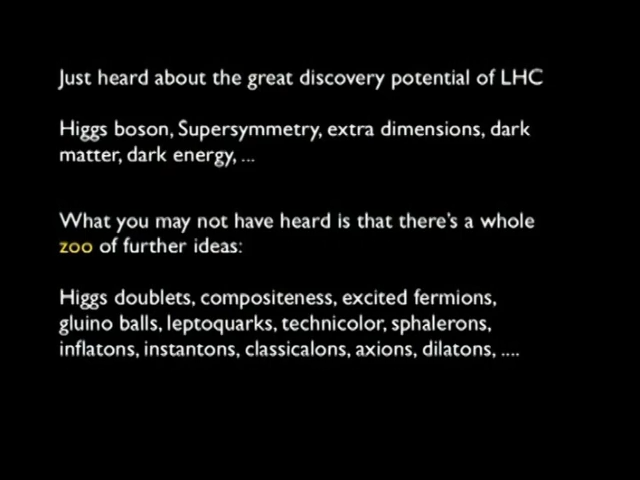 Just heard about the great discovery potential of LHC
Higgs boson, Supersymmetry, extra dimensions, dark
matter, dark energy, ...
What you may not have heard is that there's a whole
zoo of further ideas:
Higgs doublets, compositeness, excited fermions,
gluino balls, leptoquarks, technicolor, sphalerons,
inflatons, instantons, classicalons, axions, dilatons, ....